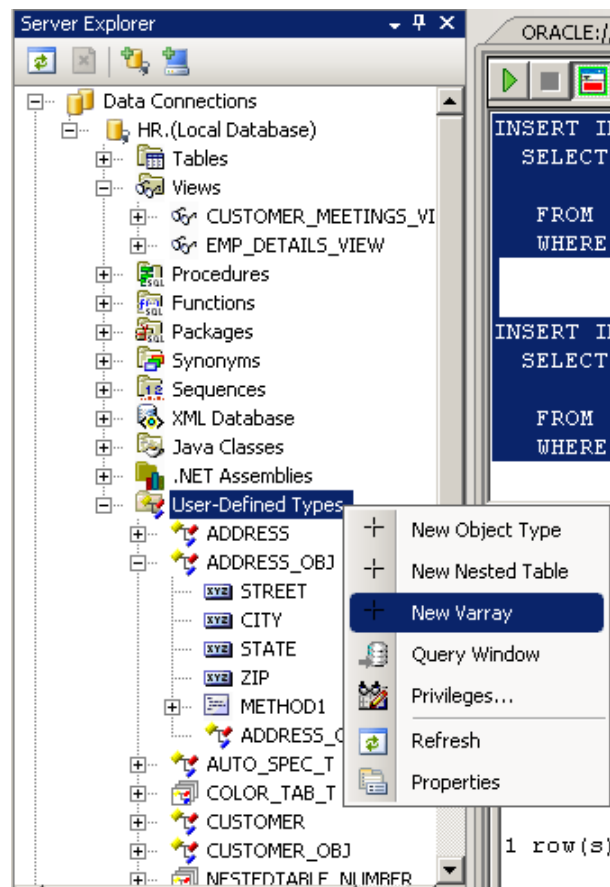 Server Explorer
Data Connections
HR.(Local Database)
Tables
Views
CUSTOMER_MEETINGS_VI
EMP_DETAILS_VIEW
Procedures
Functions
Packages
Synonyms
Sequences
XML Database
Java Classes
.NET Assemblies
User-Defined Types
ADDRESS
ADDRESS_OBJ
STREET
CITY
STATE
ZIP
METHOD1
ADDRESS_
AUTO_SPEC_T
COLOR_TAB_T
CUSTOMER
CUSTOMER_OBJ
NESTEDTABLE_NUMBER
New Object Type
New Nested Table
New Varray
Query Window
Privileges...
Refresh
Properties
ORACLE:/
INSERT I
SELECT
FROM
WHERE
INSERT I
SELECT
FROM
WHERE
1 row(s)